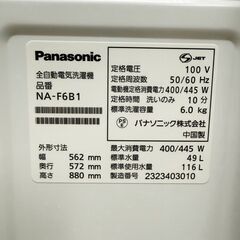 Panasonic
全自動電気洗濯機
品番
NA-F6B1
JET
定格電圧 100 V
定格周波数 50/60 Hz
電動機定格消費電力 400/445 W
定格時間 洗いのみ 10 分
標準洗濯容量 6.0 kg
PS E
パナソニック株式会社
中国製
外形寸法
幅 562 mm
奥行 572 mm
高さ 880 mm
最大消費電力 400/445 W
標準水量 49 L
標準使用水量 116 L
製造番号 2323403010